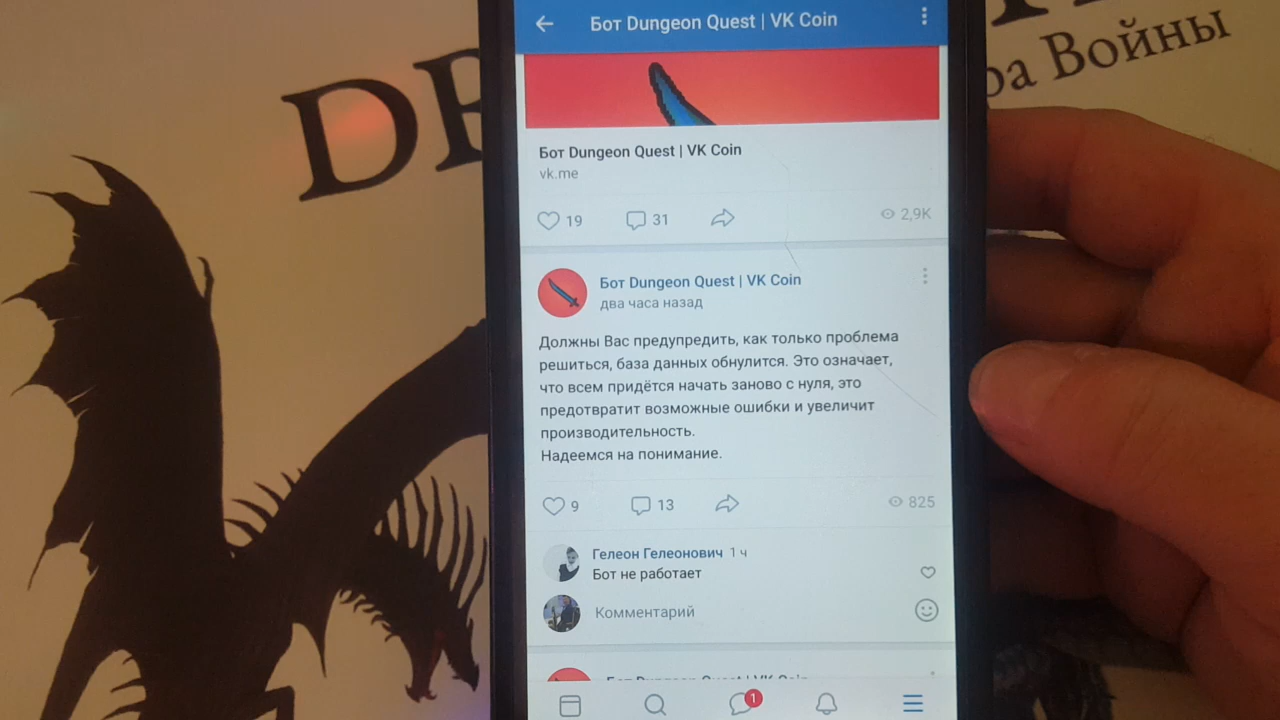 Бот Dungeon Quest | VK Coin
Войны
Бот Dungeon Quest | VK Coin
vk.me
19
31
2,9K
Бот Dungeon Quest | VK Coin
два часа назад
Должны Вас предупредить, как только проблема
решиться, база данных обнулится. Это означает,
что всем придётся начать заново с нуля, это
предотвратит возможные ошибки и увеличит
производительность.
Надеемся на понимание.
9
13
825
Гелеон Гелеонович 1 ч
Бот не работает
Комментарий
1